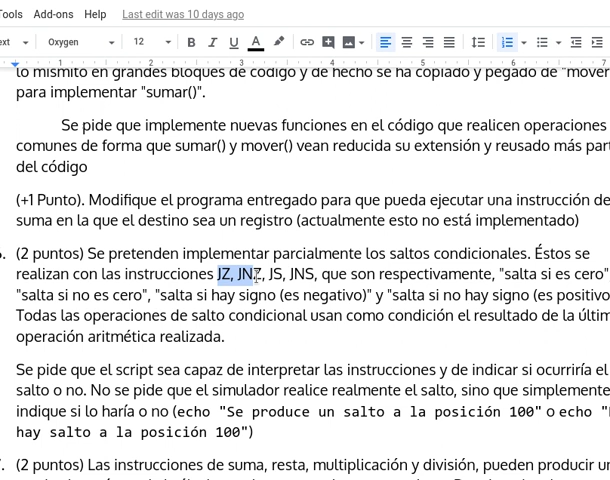 Tools Add-ons Help Last edit was 10 days ago
Oxygen 12 B I U A
1 2 3 4 5 6 7
lo mismito en grandes bloques de código y de hecho se ha copiado y pegado de "mover
para implementar "sumar()".
Se pide que implemente nuevas funciones en el código que realicen operaciones
comunes de forma que sumar() y mover() vean reducida su extensión y reusado más part
del código
(+1 Punto). Modifique el programa entregado para que pueda ejecutar una instrucción de
suma en la que el destino sea un registro (actualmente esto no está implementado)
(2 puntos) Se pretenden implementar parcialmente los saltos condicionales. Éstos se
realizan con las instrucciones JZ, JNZ, JS, JNS, que son respectivamente, "salta si es cero"
"salta si no es cero", "salta si hay signo (es negativo)" y "salta si no hay signo (es positivo
Todas las operaciones de salto condicional usan como condición el resultado de la últim
operación aritmética realizada.
Se pide que el script sea capaz de interpretar las instrucciones y de indicar si ocurriría el
salto o no. No se pide que el simulador realice realmente el salto, sino que simplemente
indique si lo haría o no (echo "Se produce un salto a la posición 100" o echo "
hay salto a la posición 100")
(2 puntos) Las instrucciones de suma, resta, multiplicación y división, pueden producir u